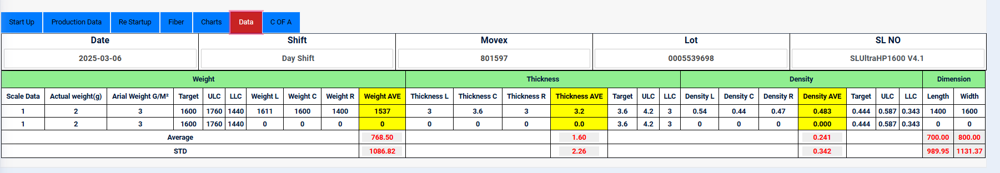 Start Up Production Data Re Startup Fiber Charts Data C OF A
Date Shift Movex Lot SL NO
2025-03-06 Day Shift 801597 0005539698 SLUltraHP1600 V4.1
Weight Thickness Density Dimension
Scale Data Actual weight(g) Arial Weight G/M² Target ULC LLC Weight L Weight C Weight R Weight AVE Thickness L Thickness C Thickness R Thickness AVE Target ULC LLC Density L Density C Density R Density AVE Target ULC LLC Length Width
1 2 3 1600 1760 1440 1611 1600 1400 1537 3 3.6 3 3.2 3.6 4.2 3 0.54 0.44 0.47 0.483 0.444 0.587 0.343 1400 1600
1 2 3 1600 1760 1440 0 0 0 0 0 0 0 0.0 3.6 4.2 3 0 0 0 0.000 0.444 0.587 0.343 0 0
Average 768.50 1.60 0.241 700.00 800.00
STD 1086.82 2.26 0.342 989.95 1131.37